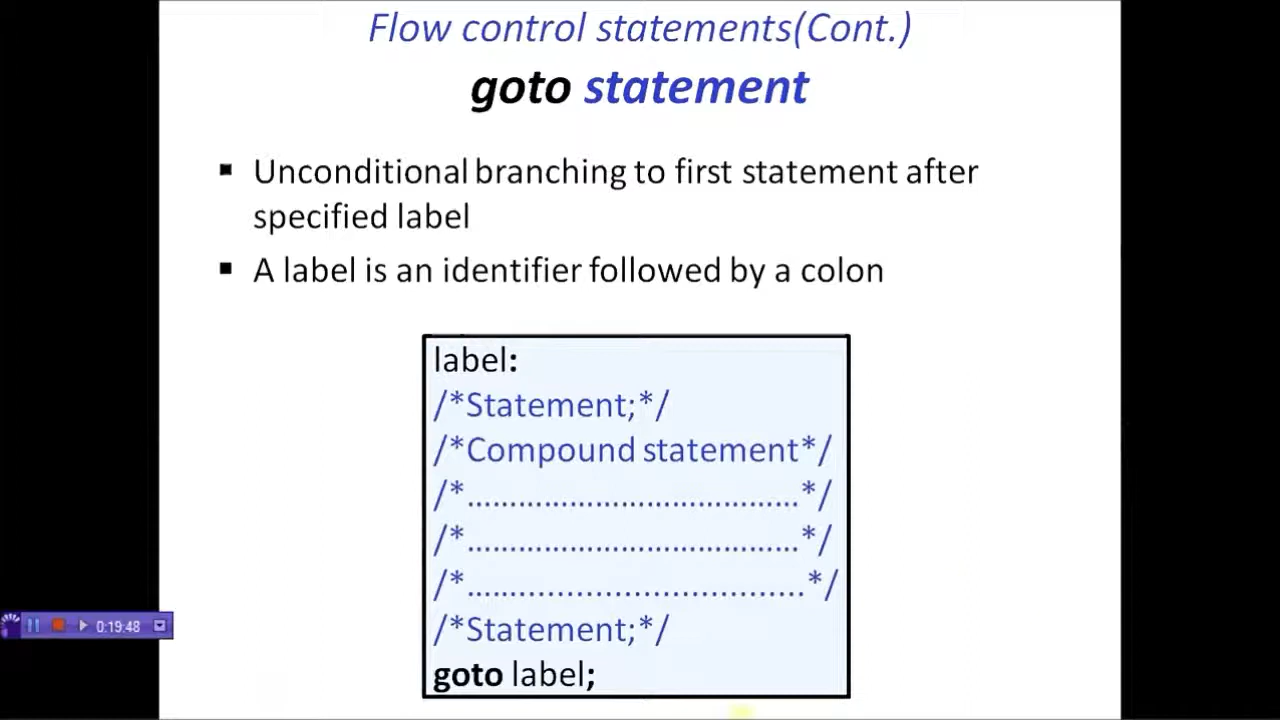 Flow control statements(Cont.)
goto statement
▪ Unconditional branching to first statement after
specified label
▪ A label is an identifier followed by a colon
label:
/*Statement;*/
/*Compound statement*/
/*.......................................*/
/*.......................................*/
/*.......................................*/
/*Statement;*/
goto label;
0:19:48